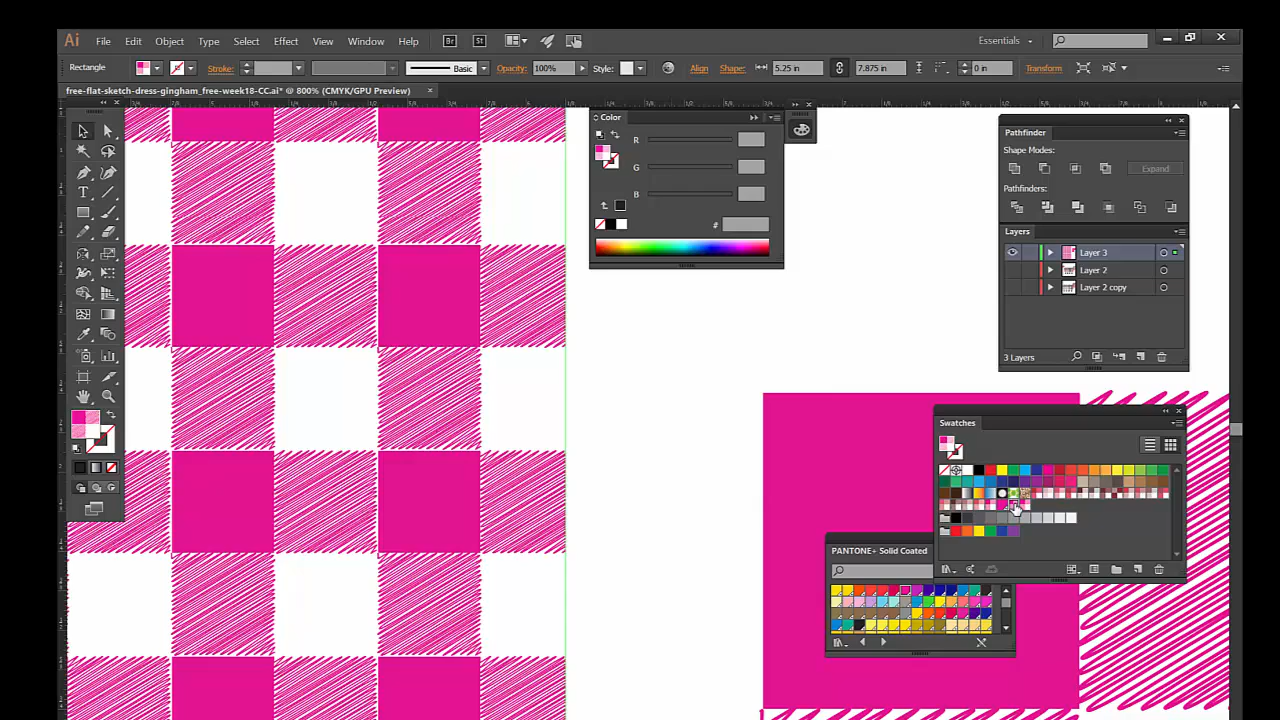 Ai File Edit Object Type Select Effect View Window Help Br St Essentials
Rectangle Stroke: Basic Opacity: 100% Style: Align Shape: 5.25 in 7.875 in 0 in Transform
free-flat-sketch-dress-gingham_free-week18-CC.ai* @ 800% (CMYK/GPU Preview)
Color
R
G
B
#
Pathfinder
Shape Modes:
Expand
Pathfinders:
Layers
Layer 3
Layer 2
Layer 2 copy
3 Layers
Swatches
PANTONE+ Solid Coated